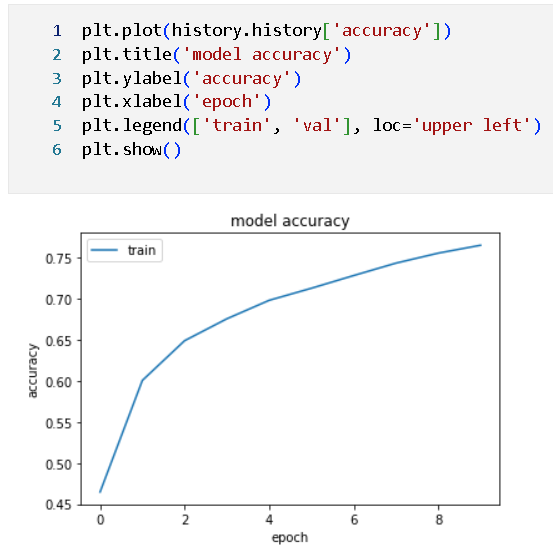 1 plt.plot(history.history['accuracy'])
2 plt.title('model accuracy')
3 plt.ylabel('accuracy')
4 plt.xlabel('epoch')
5 plt.legend(['train', 'val'], loc='upper left')
6 plt.show()
model accuracy
train
0.75
0.70
0.65
0.60
0.55
0.50
0.45
accuracy
0 2 4 6 8
epoch